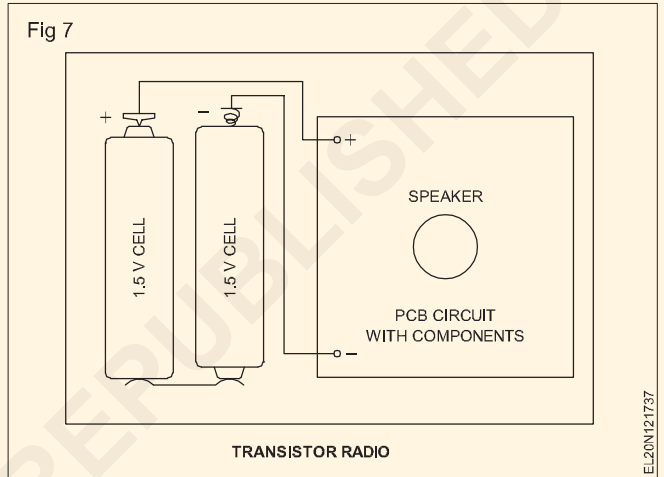 Fig 7
+
-
+
1.5 V CELL
1.5 V CELL
SPEAKER
PCB CIRCUIT
WITH COMPONENTS
-
TRANSISTOR RADIO
EL20N121737
REPUBLISHED